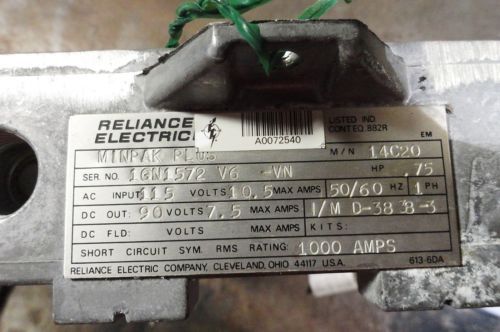 RELIANCE ELECTRIC
A0072540
LISTED IND. CONT.EQ.882R
EM
MINPAK PLUS M/N 14C20
SER NO. 1GN1572 V6 -VN HP .75
AC INPUT 115 VOLTS 10.5 MAX AMPS 50/60 HZ 1 PH
DC OUT: 90 VOLTS 7.5 MAX AMPS I/M D-3838-3
DC FLD: VOLTS MAX AMPS KITS:
SHORT CIRCUIT SYM. RMS RATING: 1000 AMPS
RELIANCE ELECTRIC COMPANY, CLEVELAND, OHIO 44117 U.S.A. 613-6DA